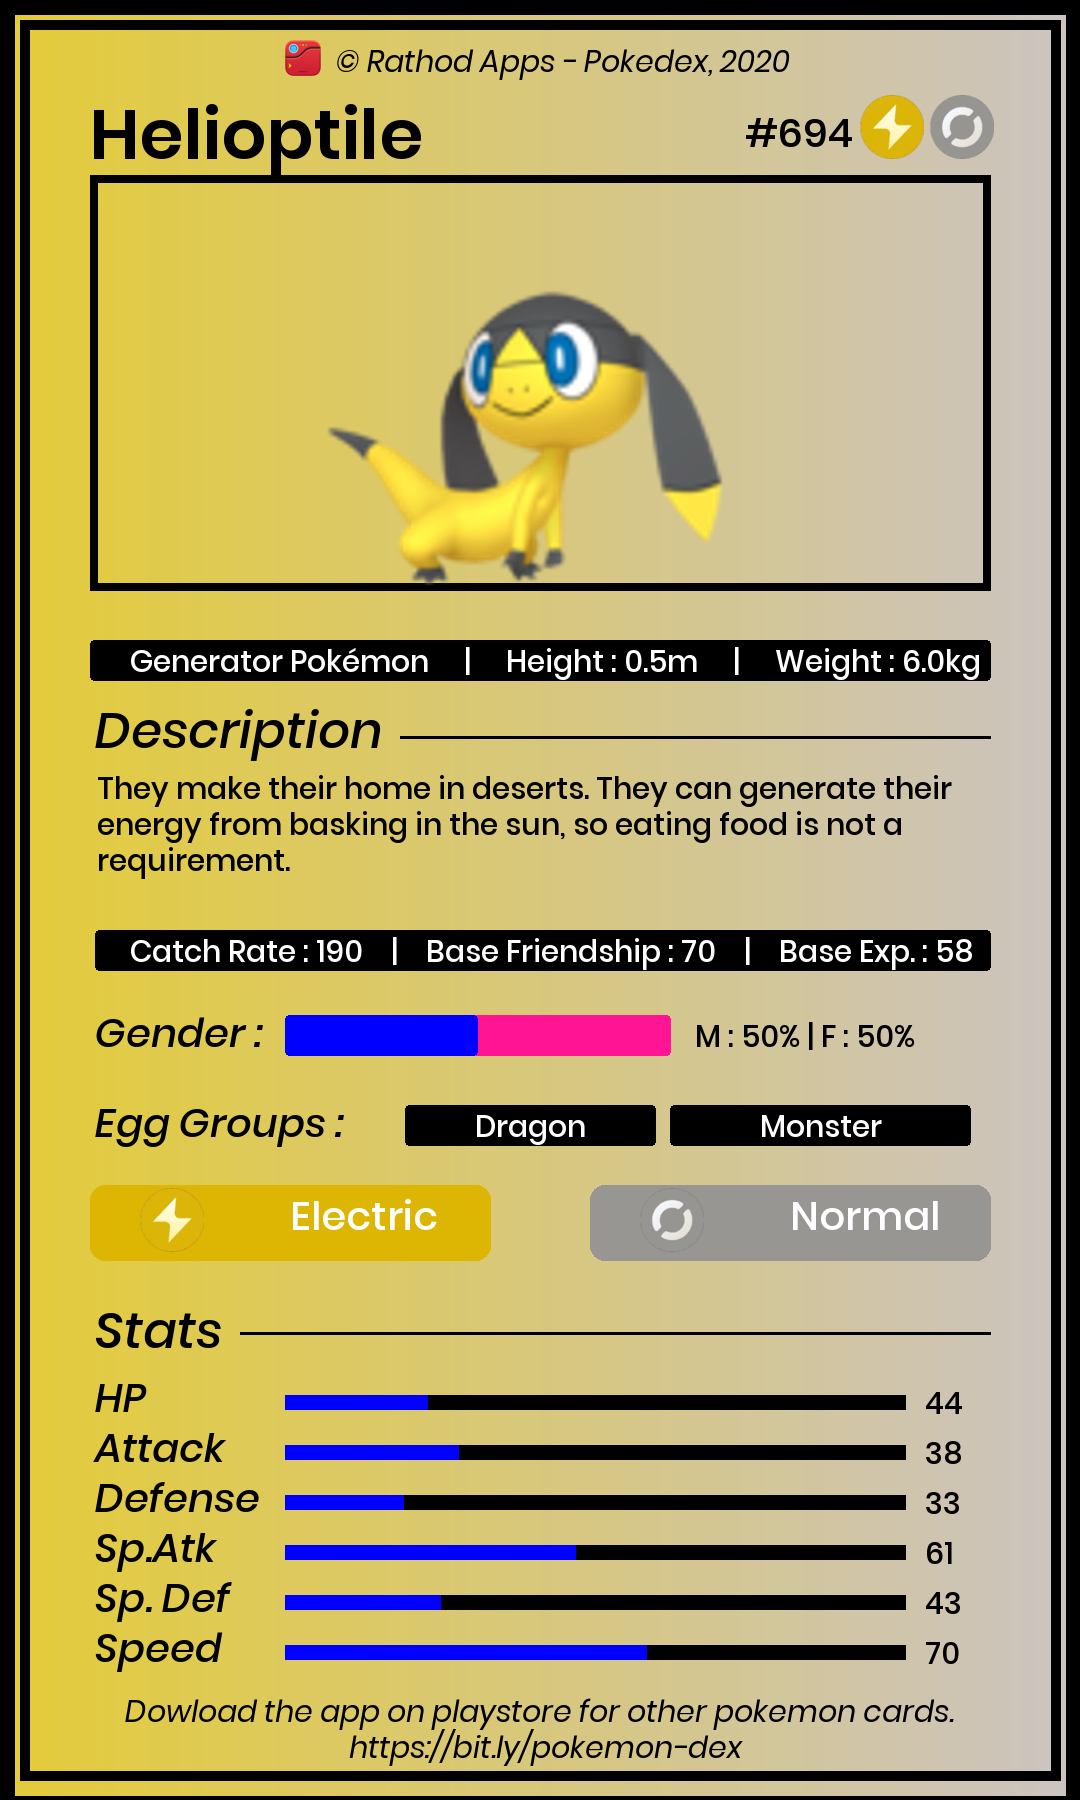 © Rathod Apps - Pokedex, 2020
Helioptile #694
Generator Pokémon | Height : 0.5m | Weight : 6.0kg
Description
They make their home in deserts. They can generate their
energy from basking in the sun, so eating food is not a
requirement.
Catch Rate : 190 | Base Friendship : 70 | Base Exp. : 58
Gender : M : 50% | F : 50%
Egg Groups : Dragon Monster
Electric Normal
Stats
HP 44
Attack 38
Defense 33
Sp.Atk 61
Sp. Def 43
Speed 70
Dowload the app on playstore for other pokemon cards.
https://bit.ly/pokemon-dex